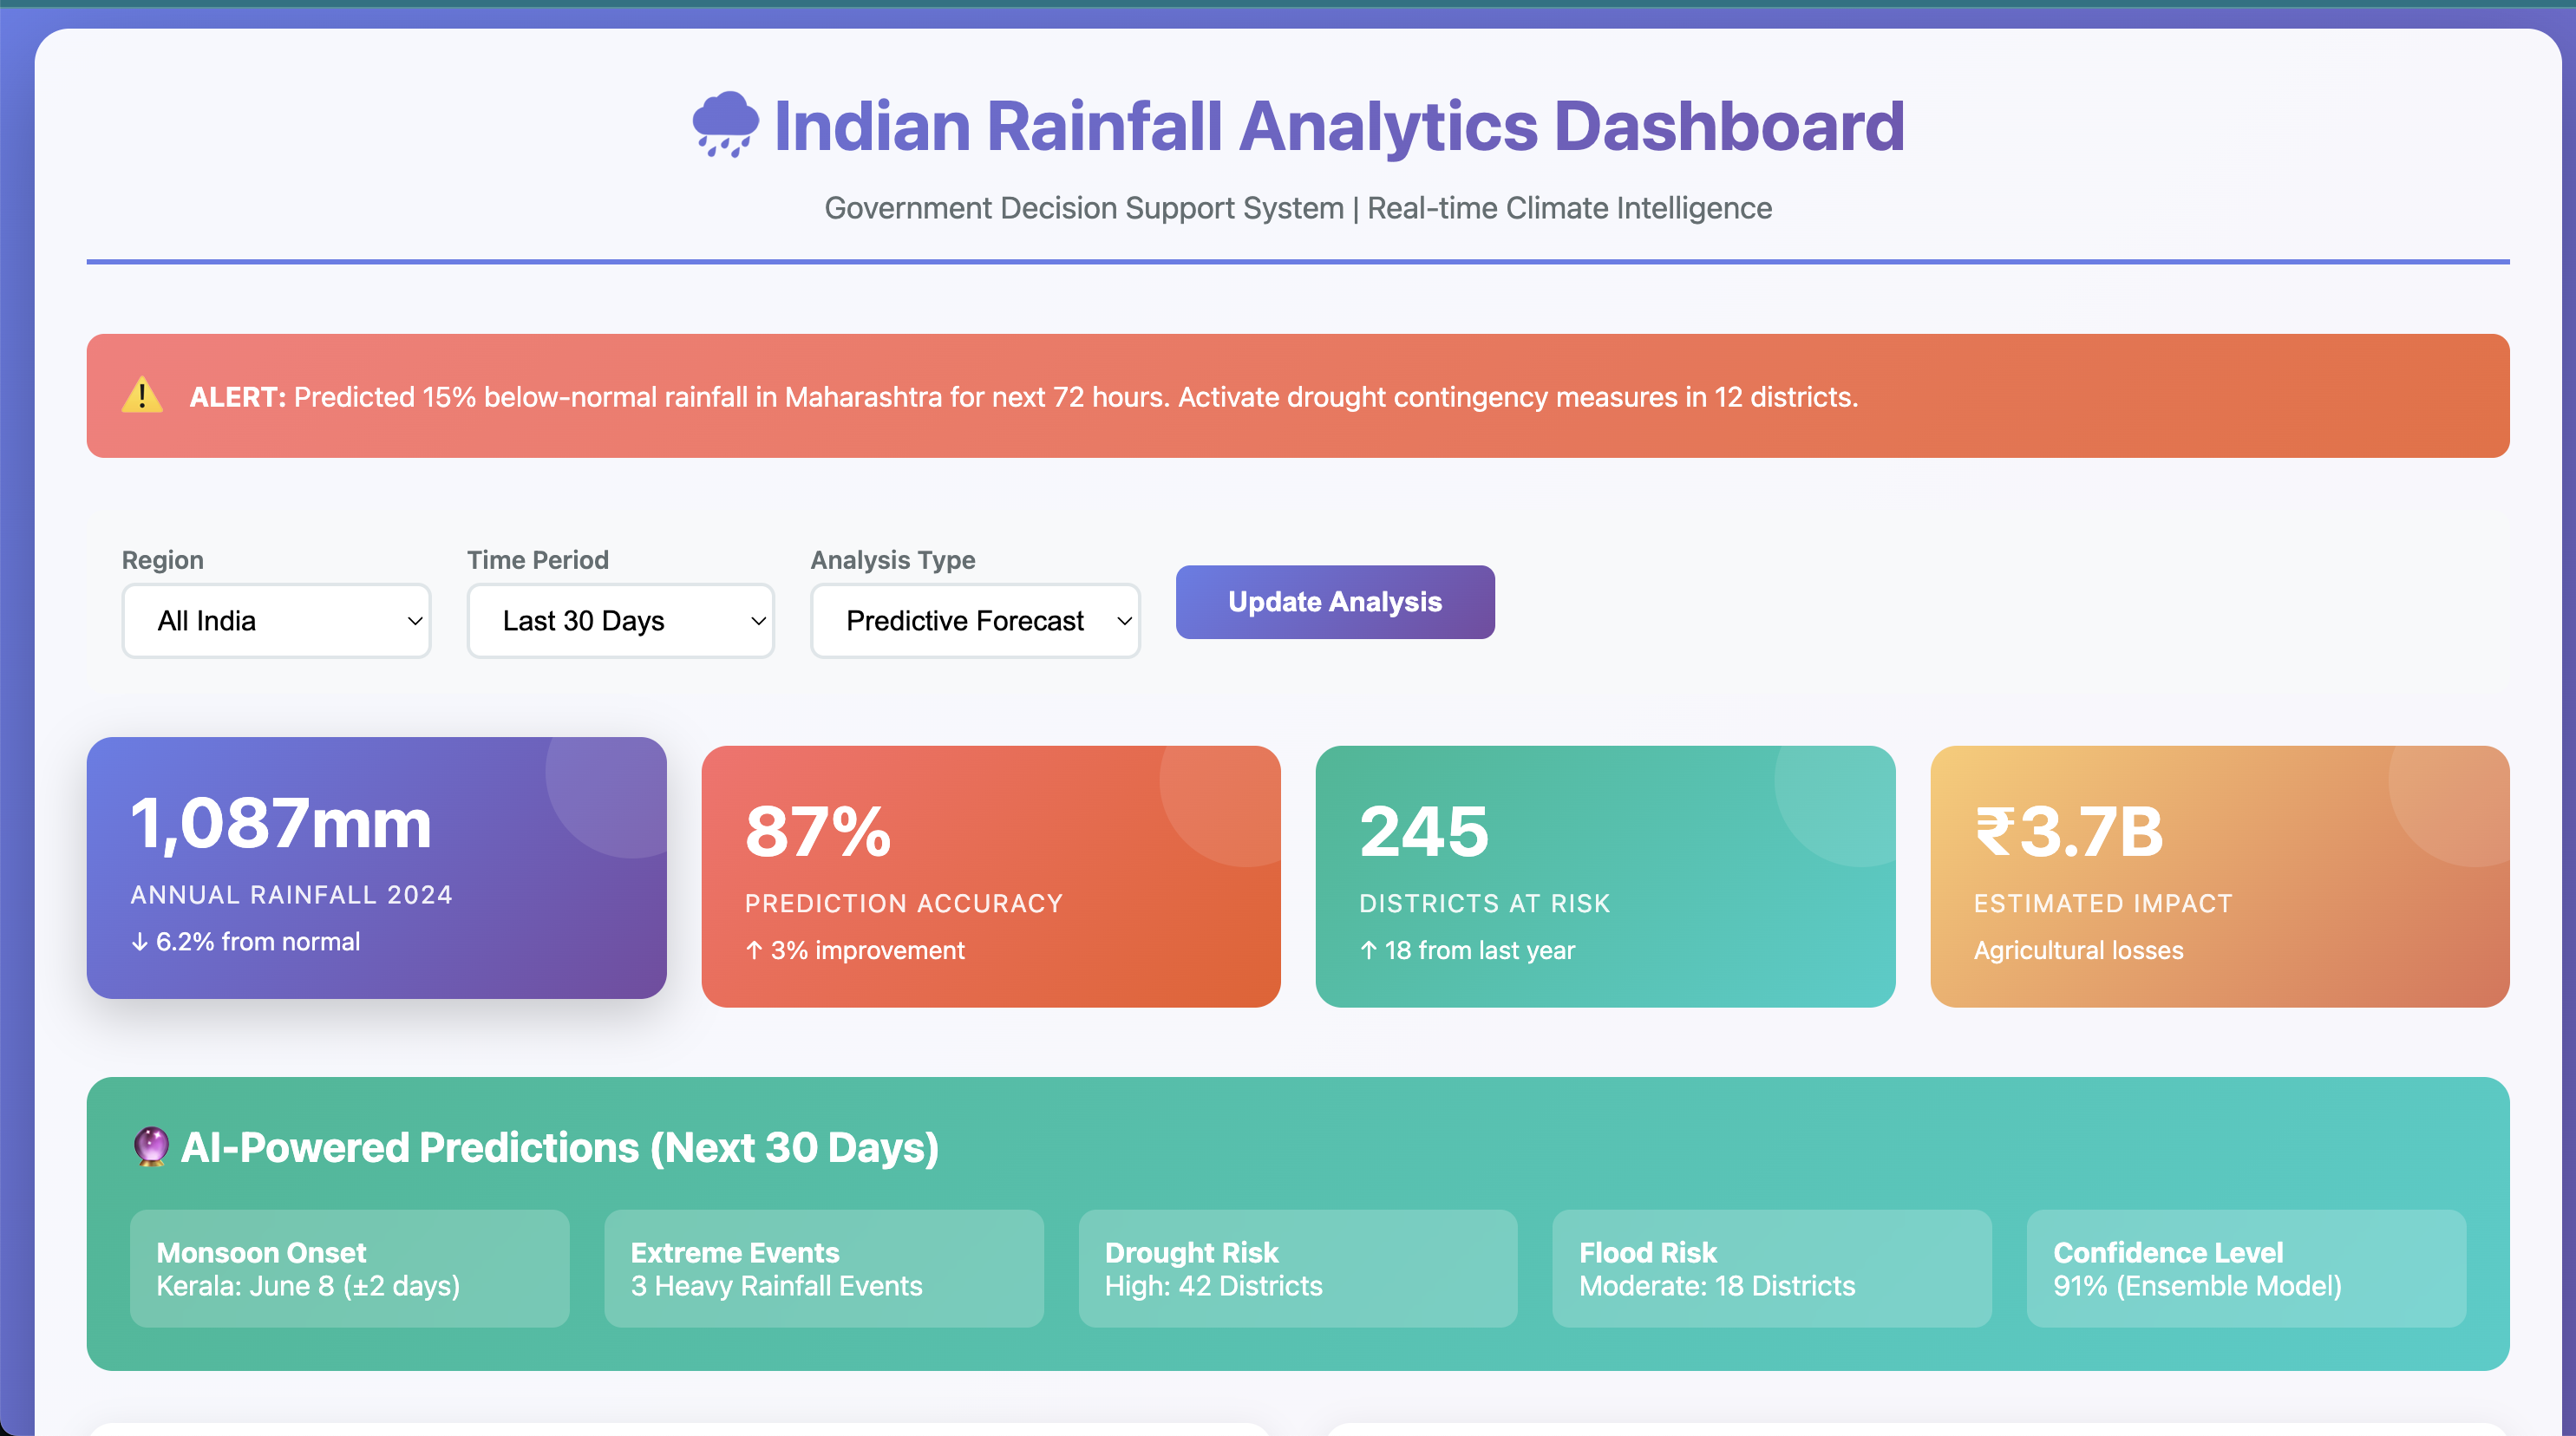 🌧 Indian Rainfall Analytics Dashboard
Government Decision Support System | Real-time Climate Intelligence
⚠️ ALERT: Predicted 15% below-normal rainfall in Maharashtra for next 72 hours. Activate drought contingency measures in 12 districts.
Region
Time Period
Analysis Type
All India
Last 30 Days
Predictive Forecast
Update Analysis
1,087mm
ANNUAL RAINFALL 2024
↓ 6.2% from normal
87%
PREDICTION ACCURACY
↑ 3% improvement
245
DISTRICTS AT RISK
↑ 18 from last year
₹3.7B
ESTIMATED IMPACT
Agricultural losses
🔮 AI-Powered Predictions (Next 30 Days)
Monsoon Onset
Kerala: June 8 (±2 days)
Extreme Events
3 Heavy Rainfall Events
Drought Risk
High: 42 Districts
Flood Risk
Moderate: 18 Districts
Confidence Level
91% (Ensemble Model)